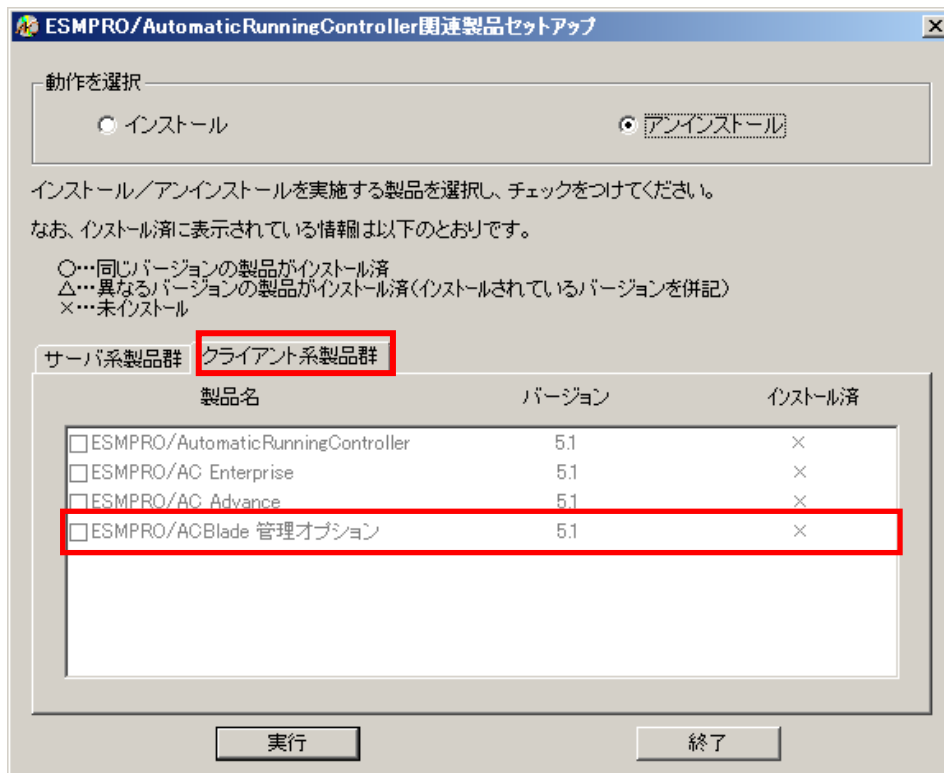 ESMPRO/AutomaticRunningController関連製品セットアップ
動作を選択
インストール
アンインストール
インストール／アンインストールを実施する製品を選択し、チェックをつけてください。
なお、インストール済に表示されている情報は以下のとおりです。
○…同じバージョンの製品がインストール済
△…異なるバージョンの製品がインストール済(インストールされているバージョンを併記)
×…未インストール
サーバ系製品群 クライアント系製品群
製品名 バージョン インストール済
ESMPRO/AutomaticRunningController 5.1 ×
ESMPRO/AC Enterprise 5.1 ×
ESMPRO/AC Advance 5.1 ×
ESMPRO/ACBlade 管理オプション 5.1 ×
実行 終了